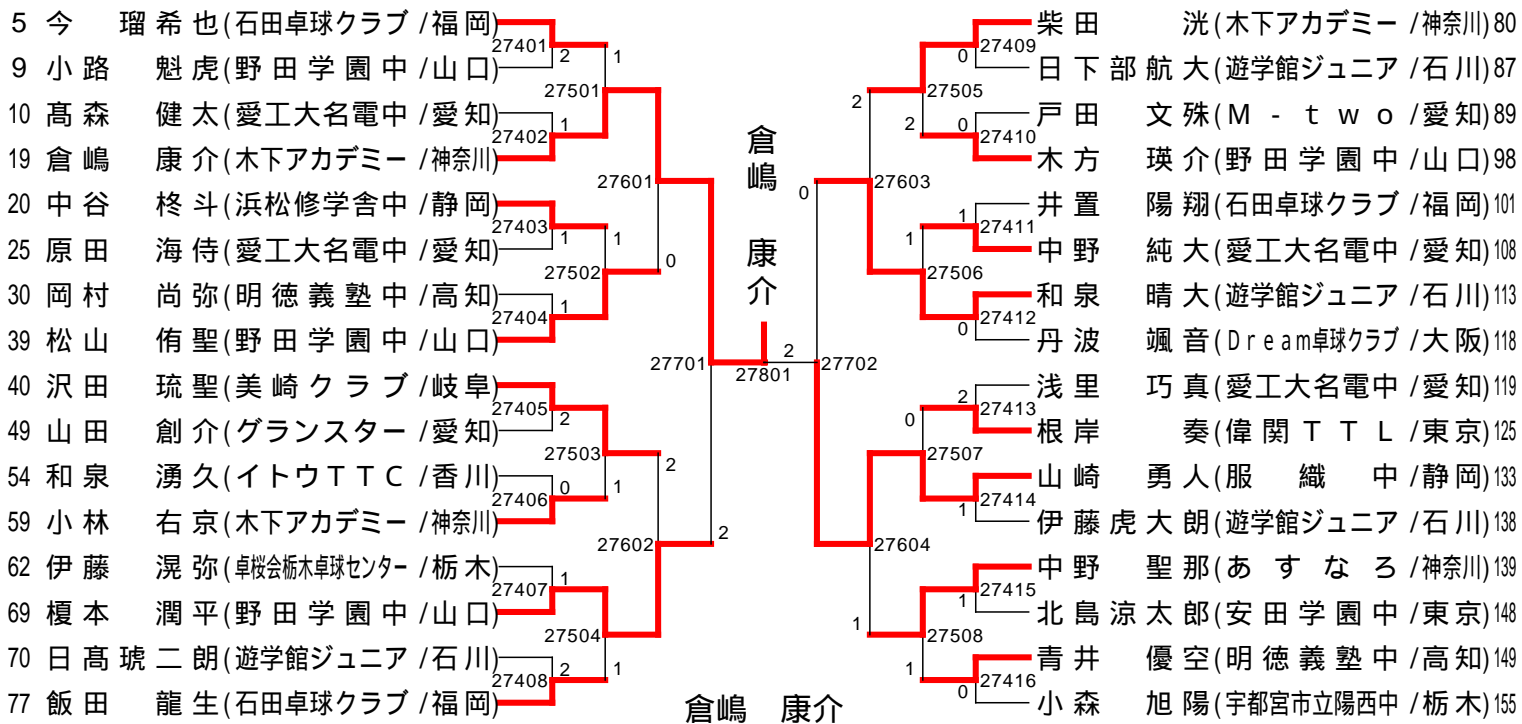 5 今 瑠希也(石田卓球クラブ/福岡)
27401
2
1
9 小路 魁虎(野田学園中/山口)
27501
10 髙森 健太(愛工大名電中/愛知)
27402
1
19 倉嶋 康介(木下アカデミー/神奈川)
27601
20 中谷 柊斗(浜松修学舎中/静岡)
27403
1
1
25 原田 海侍(愛工大名電中/愛知)
27502
0
30 岡村 尚弥(明徳義塾中/高知)
27404
1
39 松山 侑聖(野田学園中/山口)
27701
40 沢田 琉聖(美崎クラブ/岐阜)
27405
2
49 山田 創介(グランスター/愛知)
27503
2
54 和泉 湧久(イトウTTC/香川)
27406
0
1
59 小林 右京(木下アカデミー/神奈川)
27602
2
62 伊藤 滉弥(卓桜会栃木卓球センター/栃木)
27407
1
69 榎本 潤平(野田学園中/山口)
27504
70 日髙琥二朗(遊学館ジュニア/石川)
27408
2
1
77 飯田 龍生(石田卓球クラブ/福岡)
倉嶋 康介
27801
2
倉嶋 康介
柴田 洸(木下アカデミー/神奈川)80
27409
0
日下部航大(遊学館ジュニア/石川)87
27505
2
戸田 文殊(M-two/愛知)89
27410
0
2
木方 瑛介(野田学園中/山口)98
27603
0
井置 陽翔(石田卓球クラブ/福岡)101
27411
1
1
中野 純大(愛工大名電中/愛知)108
27506
和泉 晴大(遊学館ジュニア/石川)113
27412
0
丹波 颯音(Dream卓球クラブ/大阪)118
27702
浅里 巧真(愛工大名電中/愛知)119
27413
2
0
根岸 奏(偉関TTL/東京)125
27507
山崎 勇人(服織中/静岡)133
27414
1
伊藤虎大朗(遊学館ジュニア/石川)138
27604
中野 聖那(あすなろ/神奈川)139
27415
1
北島涼太郎(安田学園中/東京)148
27508
1
青井 優空(明徳義塾中/高知)149
27416
0
1
小森 旭陽(宇都宮市立陽西中/栃木)155